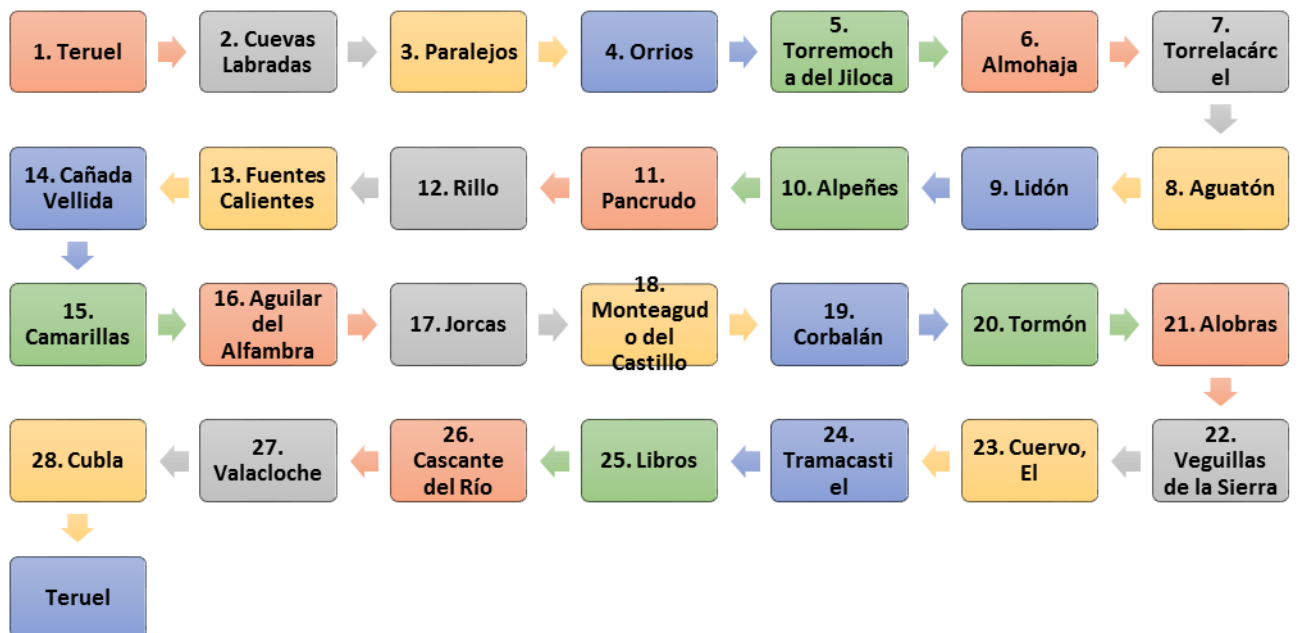 1. Teruel
2. Cuevas
Labradas
3. Paralejos
4. Orrios
5.
Torremoch
a del Jiloca
6.
Almohaja
7.
Torrelacárc
el
8. Aguatón
9. Lidón
10. Alpeñes
11.
Pancrudo
12. Rillo
13. Fuentes
Calientes
14. Cañada
Vellida
15.
Camarillas
16. Aguilar
del
Alfambra
17. Jorcas
18.
Monteagud
o del
Castillo
19.
Corbalán
20. Tormón
21. Alobras
22.
Veguillas
de la Sierra
23. Cuervo,
El
24.
Tramacasti
el
25. Libros
26.
Cascante
del Río
27.
Valacloche
28. Cubla
Teruel